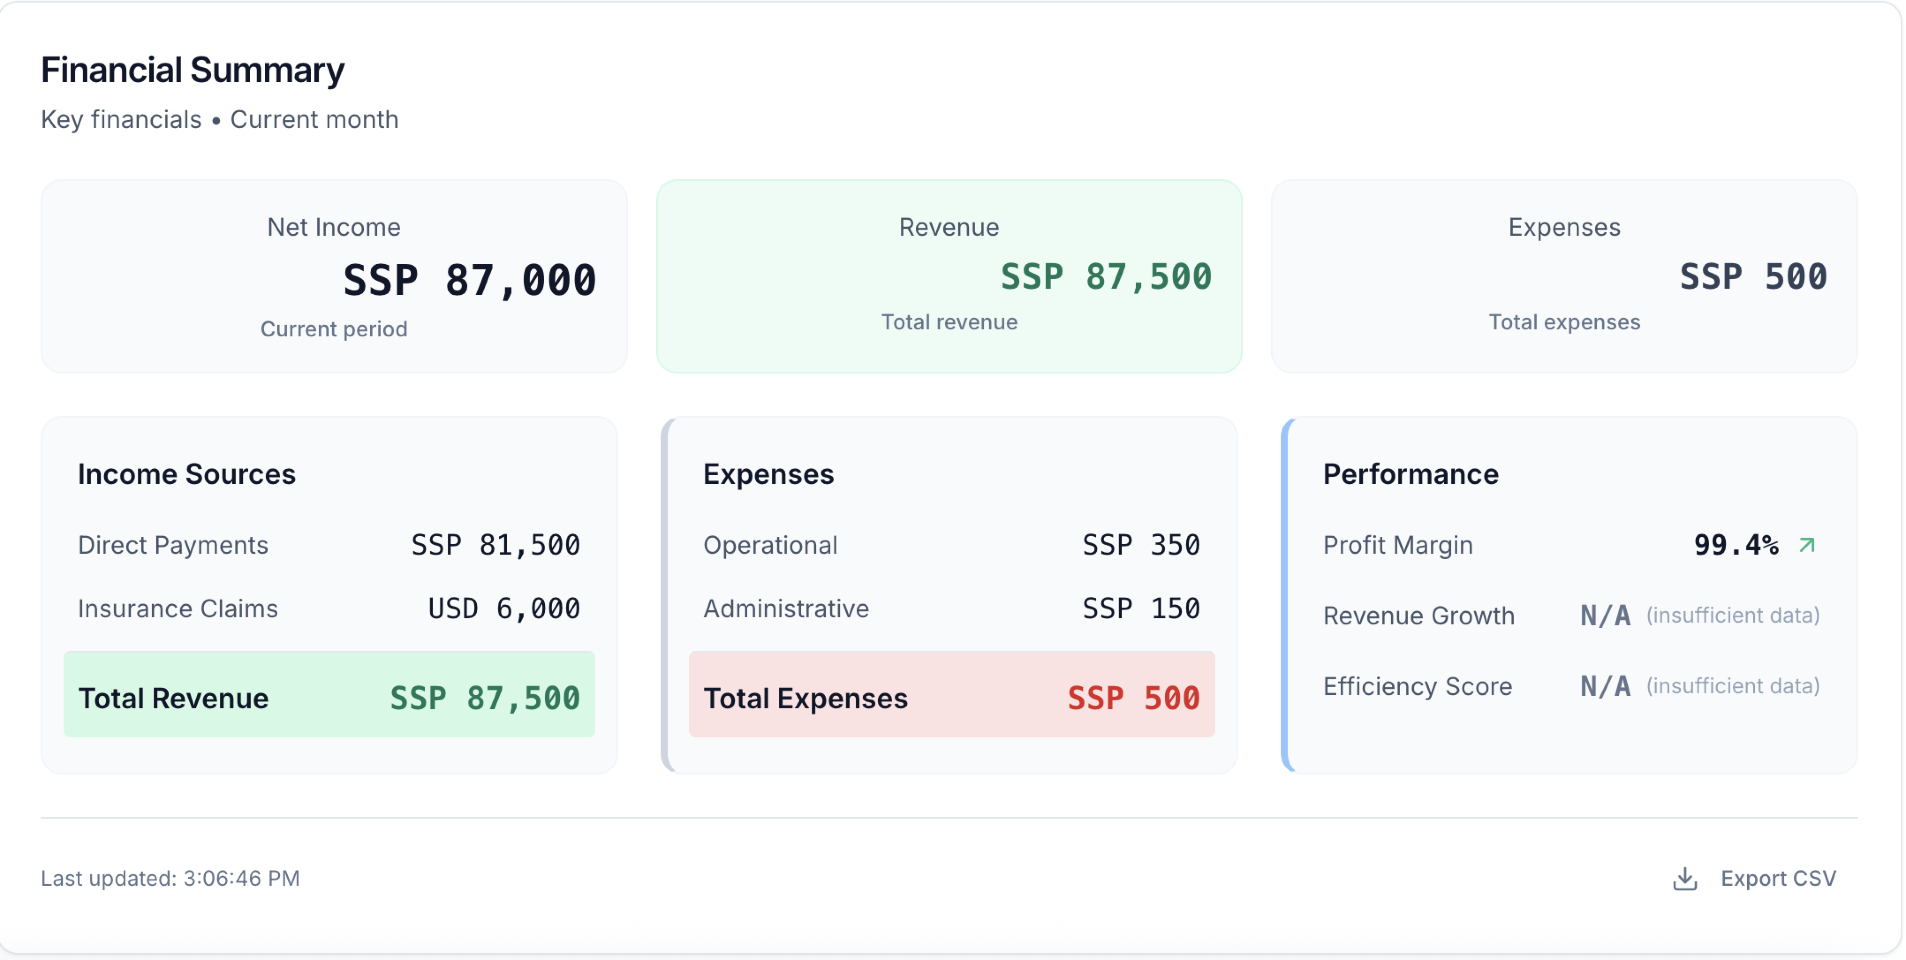 Financial Summary
Key financials • Current month
Net Income
SSP 87,000
Current period
Revenue
SSP 87,500
Total revenue
Expenses
SSP 500
Total expenses
Income Sources
Direct Payments SSP 81,500
Insurance Claims USD 6,000
Total Revenue SSP 87,500
Expenses
Operational SSP 350
Administrative SSP 150
Total Expenses SSP 500
Performance
Profit Margin 99.4%
Revenue Growth N/A (insufficient data)
Efficiency Score N/A (insufficient data)
Last updated: 3:06:46 PM
Export CSV